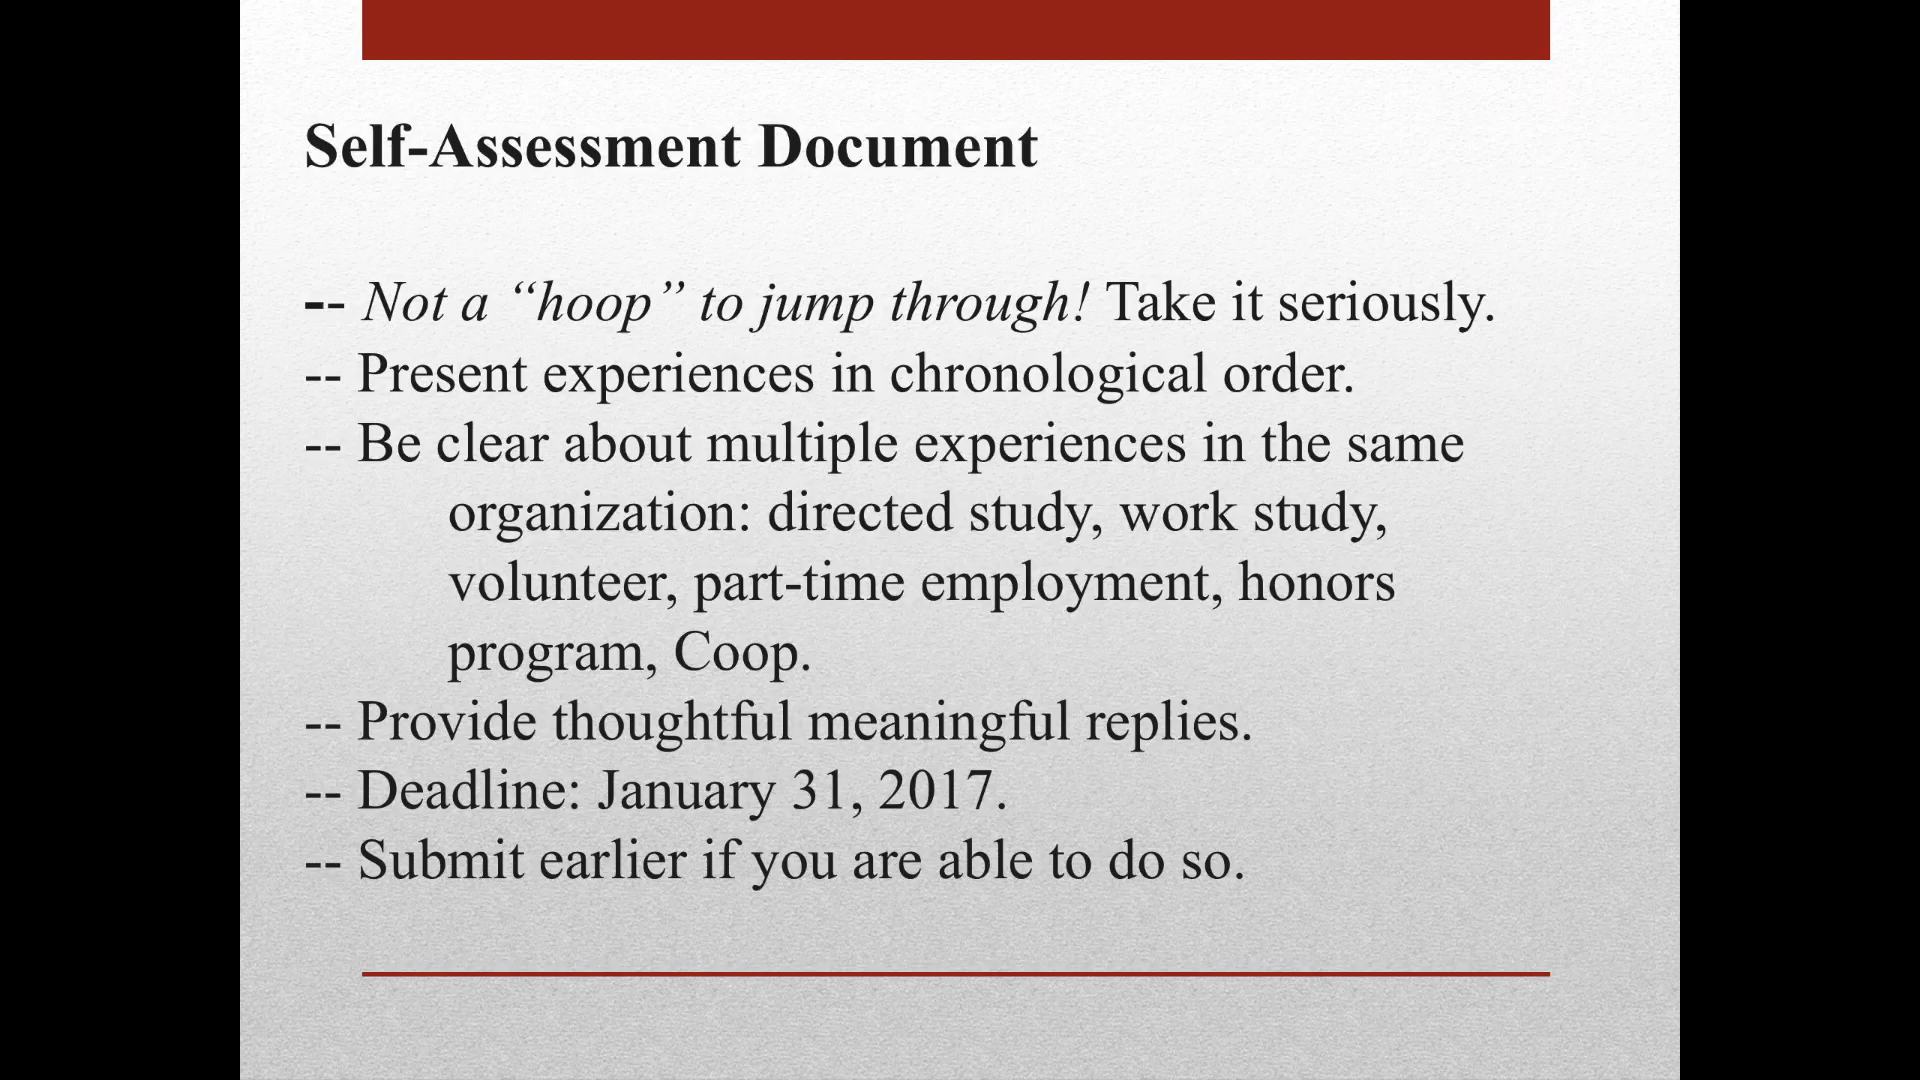 Self-Assessment Document
-- Not a “hoop” to jump through! Take it seriously.
-- Present experiences in chronological order.
-- Be clear about multiple experiences in the same
organization: directed study, work study,
volunteer, part-time employment, honors
program, Coop.
-- Provide thoughtful meaningful replies.
-- Deadline: January 31, 2017.
-- Submit earlier if you are able to do so.